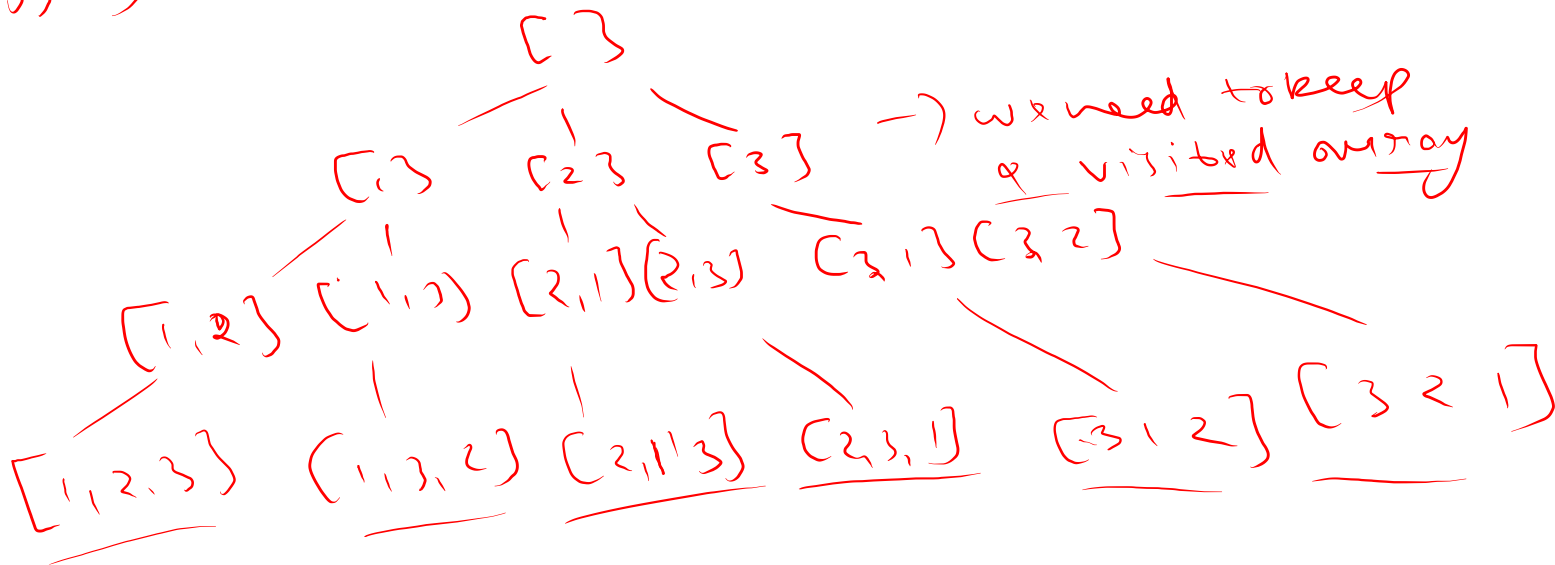 [ ]
[1] [2] [3] → we need to keep
a visited array
[1,2] [1,3] [2,1] [2,3] [3,1] [3 2]
[1,2,3] [1,3,2] [2,1,3] [2,3,1] [3 1 2] [3 2 1]